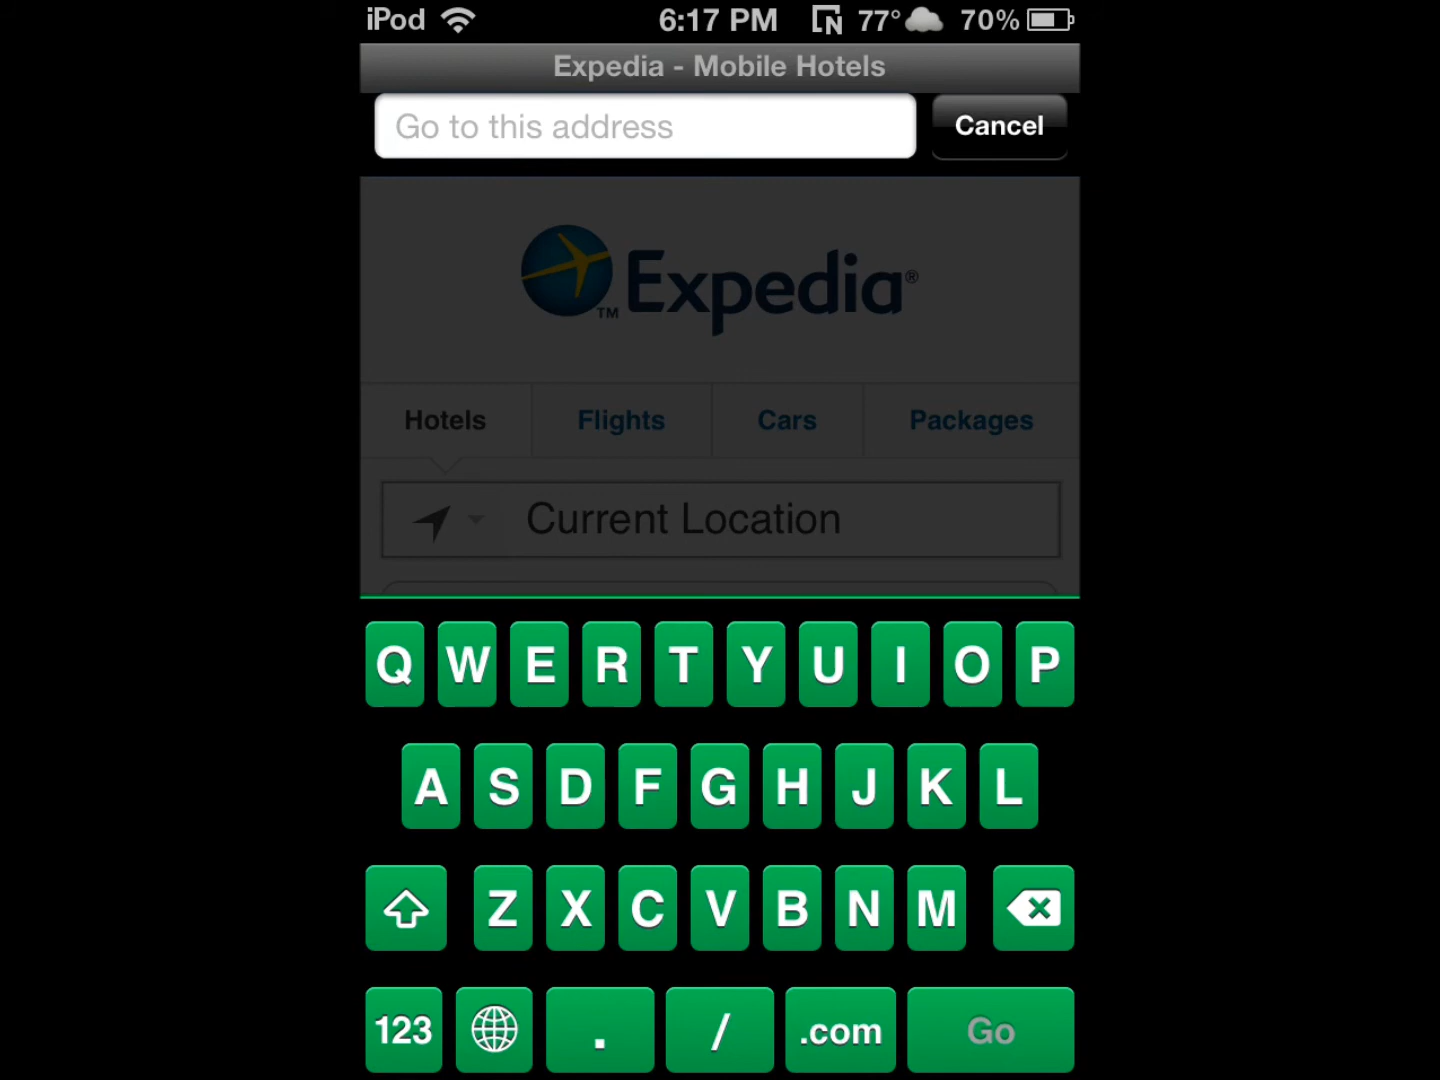 iPod 6:17 PM N 77° 70%
Expedia - Mobile Hotels
Go to this address Cancel
Expedia®
TM
Hotels Flights Cars Packages
Current Location
Q W E R T Y U I O P
A S D F G H J K L
Z X C V B N M
123 . / .com Go